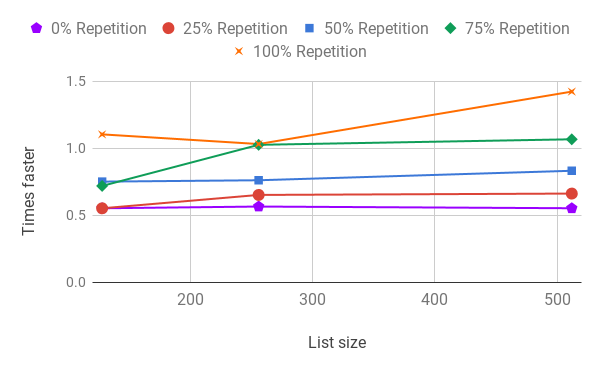 0% Repetition 25% Repetition 50% Repetition 75% Repetition
100% Repetition
1.5
1.0
0.5
0.0
Times faster
200 300 400 500
List size